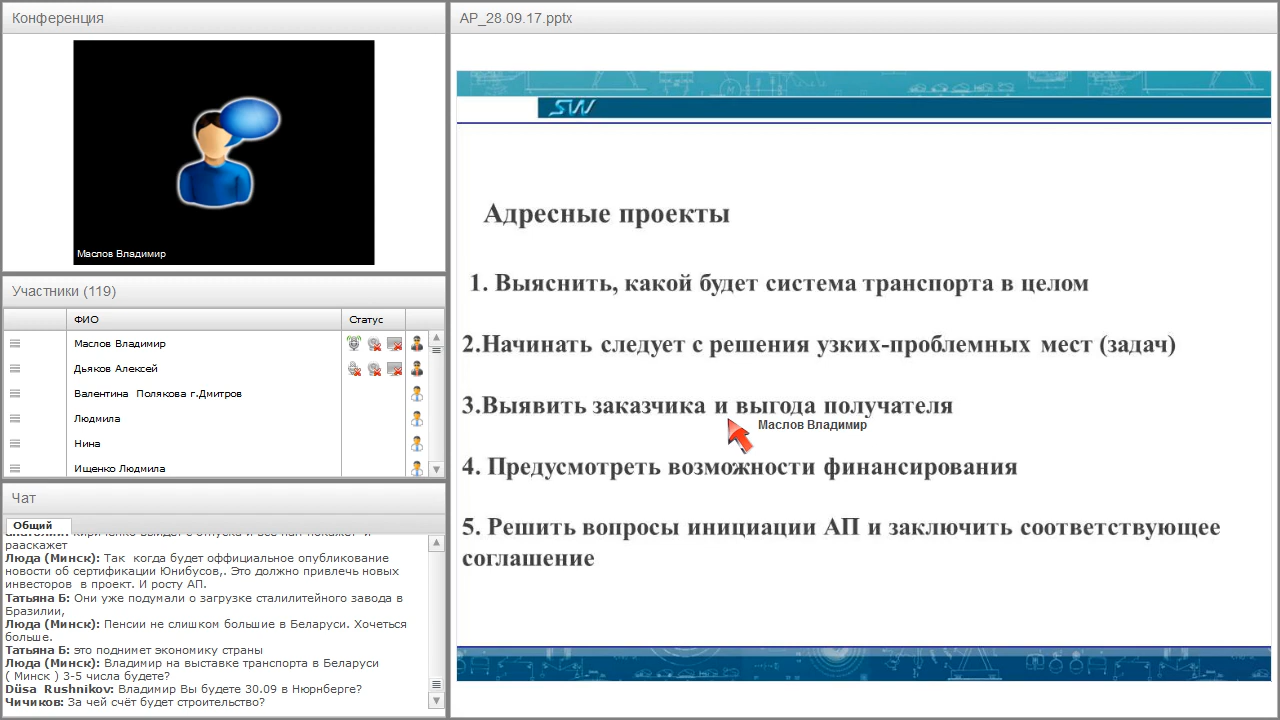 Конференция
Маслов Владимир
Участники (119)
ФИО Статус
Маслов Владимир
Дьяков Алексей
Валентина Полякова г.Дмитров
Людмила
Нина
Ищенко Людмила
Чат
Общий
рааскажет
Люда (Минск): Так когда будет оффициальное опубликование
новости об сертификации Юнибусов,. Это должно привлечь новых
инвесторов в проект. И росту АП.
Татьяна Б: Они уже подумали о загрузке сталилитейного завода в
Бразилии,
Люда (Минск): Пенсии не слишком большие в Беларуси. Хочеться
больше.
Татьяна Б: это поднимет экономику страны
Люда (Минск): Владимир на выставке транспорта в Беларуси
( Минск ) 3-5 числа будете?
Düsa Rushnikov: Владимир Вы будете 30.09 в Нюрнберге?
Чичиков: За чей счёт будет строительство?
AP_28.09.17.pptx
SW
Адресные проекты
1. Выяснить, какой будет система транспорта в целом
2.Начинать следует с решения узких-проблемных мест (задач)
3.Выявить заказчика и выгода получателя
Маслов Владимир
4. Предусмотреть возможности финансирования
5. Решить вопросы инициации АП и заключить соответствующее
соглашение